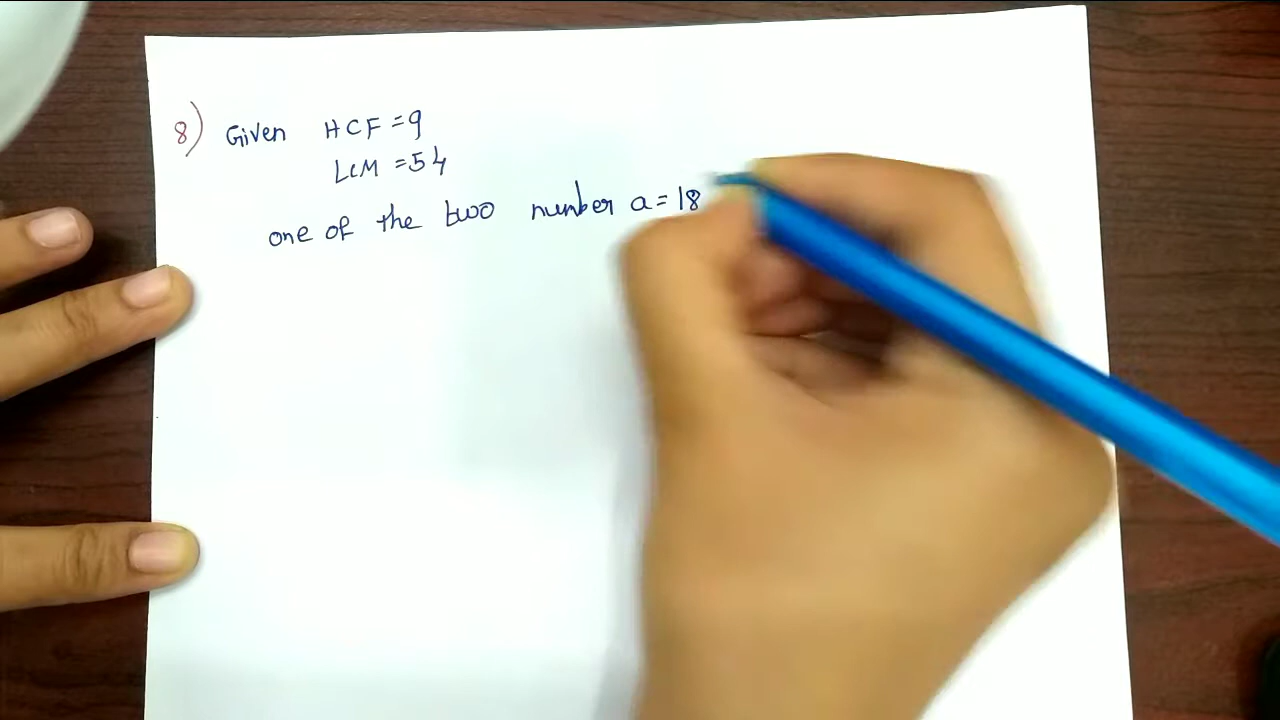 8) Given HCF = 9
LCM = 54
one of the two number a = 18